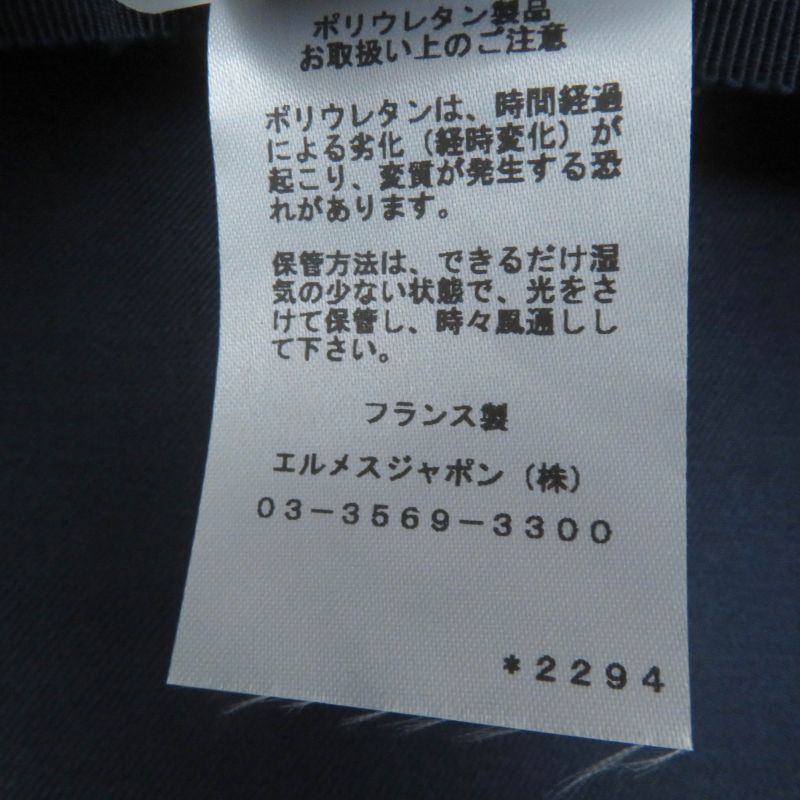 ポリウレタン製品
お取扱い上のご注意
ポリウレタンは、時間経過
による劣化（経時変化）が
起こり、変質が発生する恐
れがあります。
保管方法は、できるだけ湿
気の少ない状態で、光をさ
けて保管し、時々風通しし
て下さい。
フランス製
エルメスジャポン（株）
０３－３５６９－３３００
*２２９４